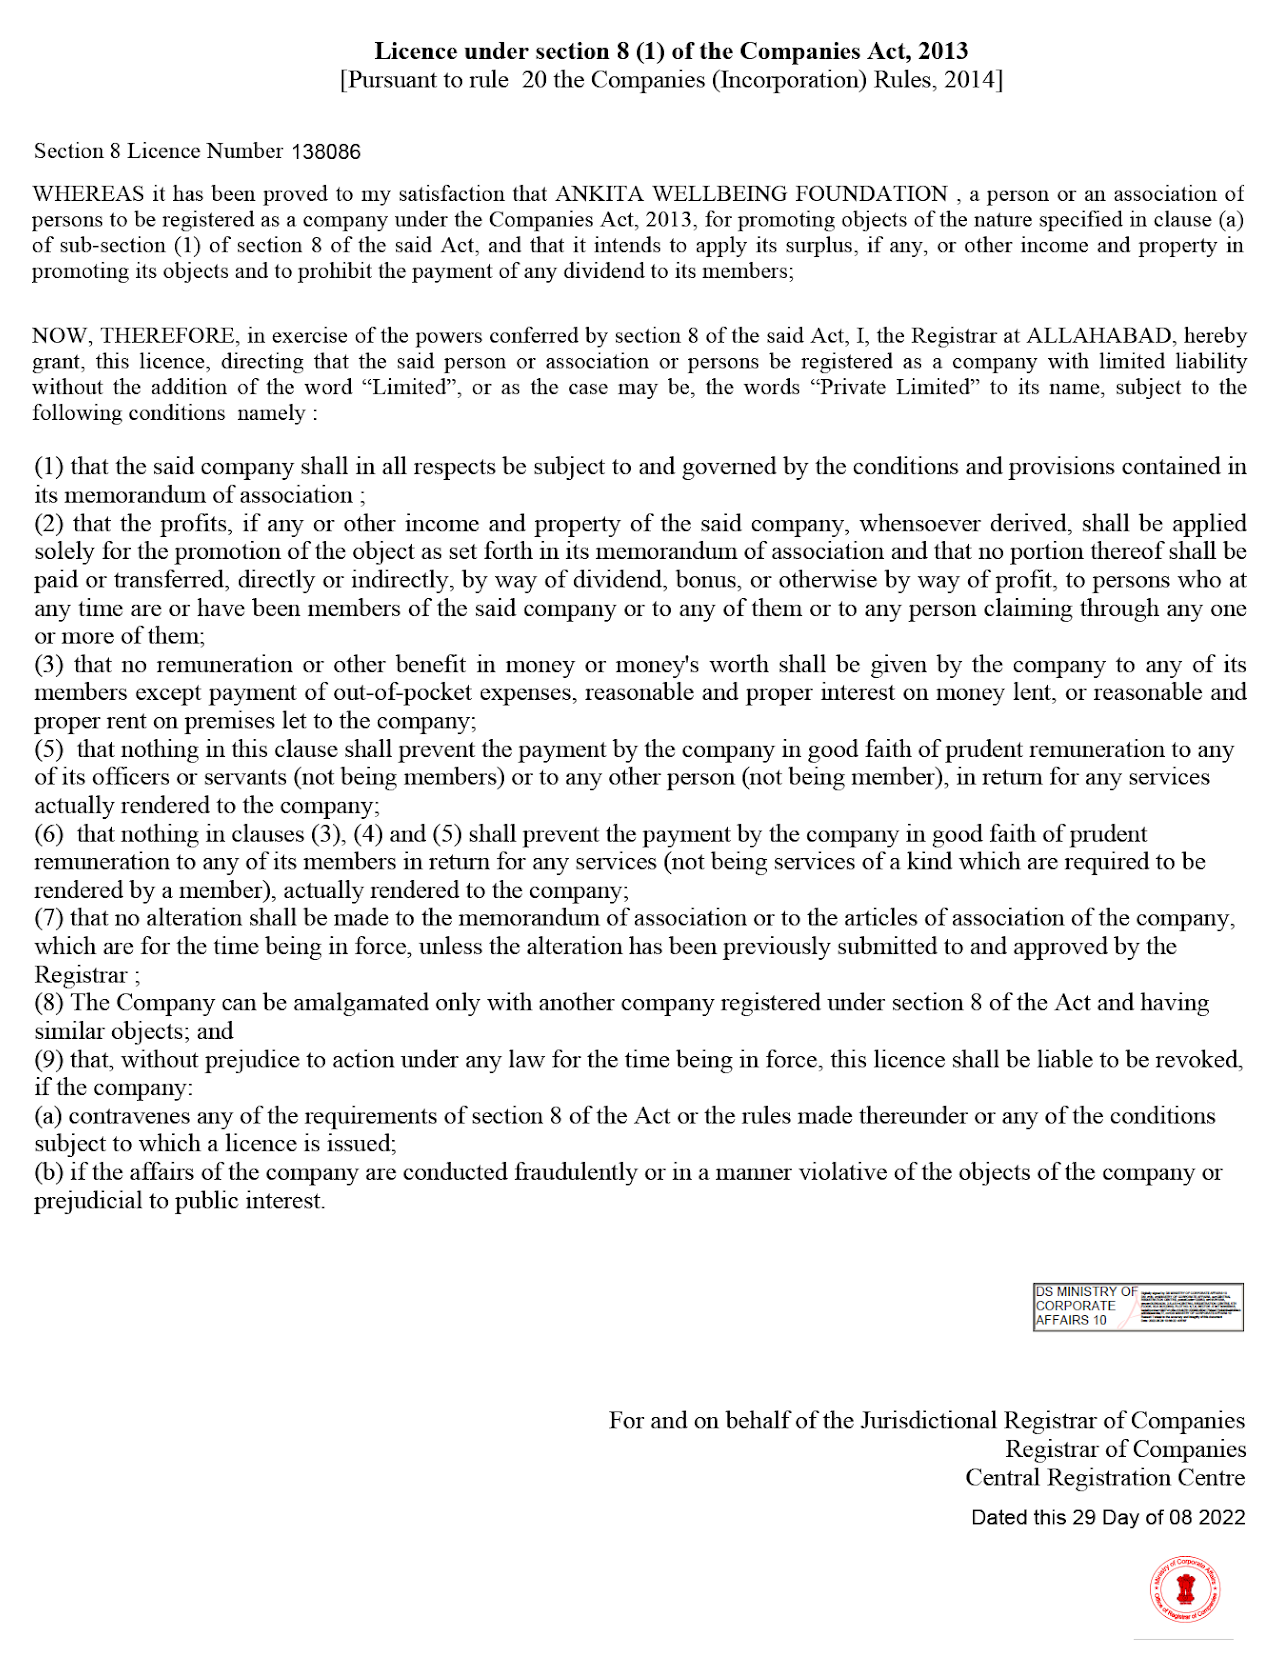 Licence under section 8 (1) of the Companies Act, 2013
[Pursuant to rule  20 the Companies (Incorporation) Rules, 2014]
Section 8 Licence Number 138086
WHEREAS it has been proved to my satisfaction that ANKITA WELLBEING FOUNDATION , a person or an association of
persons to be registered as a company under the Companies Act, 2013, for promoting objects of the nature specified in clause (a)
of sub-section (1) of section 8 of the said Act, and that it intends to apply its surplus, if any, or other income and property in
promoting its objects and to prohibit the payment of any dividend to its members;
NOW, THEREFORE, in exercise of the powers conferred by section 8 of the said Act, I, the Registrar at ALLAHABAD, hereby
grant, this licence, directing that the said person or association or persons be registered as a company with limited liability
without the addition of the word “Limited”, or as the case may be, the words “Private Limited” to its name, subject to the
following conditions  namely :
(1) that the said company shall in all respects be subject to and governed by the conditions and provisions contained in
its memorandum of association ;
(2) that the profits, if any or other income and property of the said company, whensoever derived, shall be applied
solely for the promotion of the object as set forth in its memorandum of association and that no portion thereof shall be
paid or transferred, directly or indirectly, by way of dividend, bonus, or otherwise by way of profit, to persons who at
any time are or have been members of the said company or to any of them or to any person claiming through any one
or more of them;
(3) that no remuneration or other benefit in money or money's worth shall be given by the company to any of its
members except payment of out-of-pocket expenses, reasonable and proper interest on money lent, or reasonable and
proper rent on premises let to the company;
(5)  that nothing in this clause shall prevent the payment by the company in good faith of prudent remuneration to any
of its officers or servants (not being members) or to any other person (not being member), in return for any services
actually rendered to the company;
(6)  that nothing in clauses (3), (4) and (5) shall prevent the payment by the company in good faith of prudent
remuneration to any of its members in return for any services (not being services of a kind which are required to be
rendered by a member), actually rendered to the company;
(7) that no alteration shall be made to the memorandum of association or to the articles of association of the company,
which are for the time being in force, unless the alteration has been previously submitted to and approved by the
Registrar ;
(8) The Company can be amalgamated only with another company registered under section 8 of the Act and having
similar objects; and
(9) that, without prejudice to action under any law for the time being in force, this licence shall be liable to be revoked,
if the company:
(a) contravenes any of the requirements of section 8 of the Act or the rules made thereunder or any of the conditions
subject to which a licence is issued;
(b) if the affairs of the company are conducted fraudulently or in a manner violative of the objects of the company or
prejudicial to public interest.
DS MINISTRY OF
CORPORATE
AFFAIRS 10
For and on behalf of the Jurisdictional Registrar of Companies
Registrar of Companies
Central Registration Centre
Dated this 29 Day of 08 2022
Ministry of Corporate Affairs
Office of Registrar of Companies